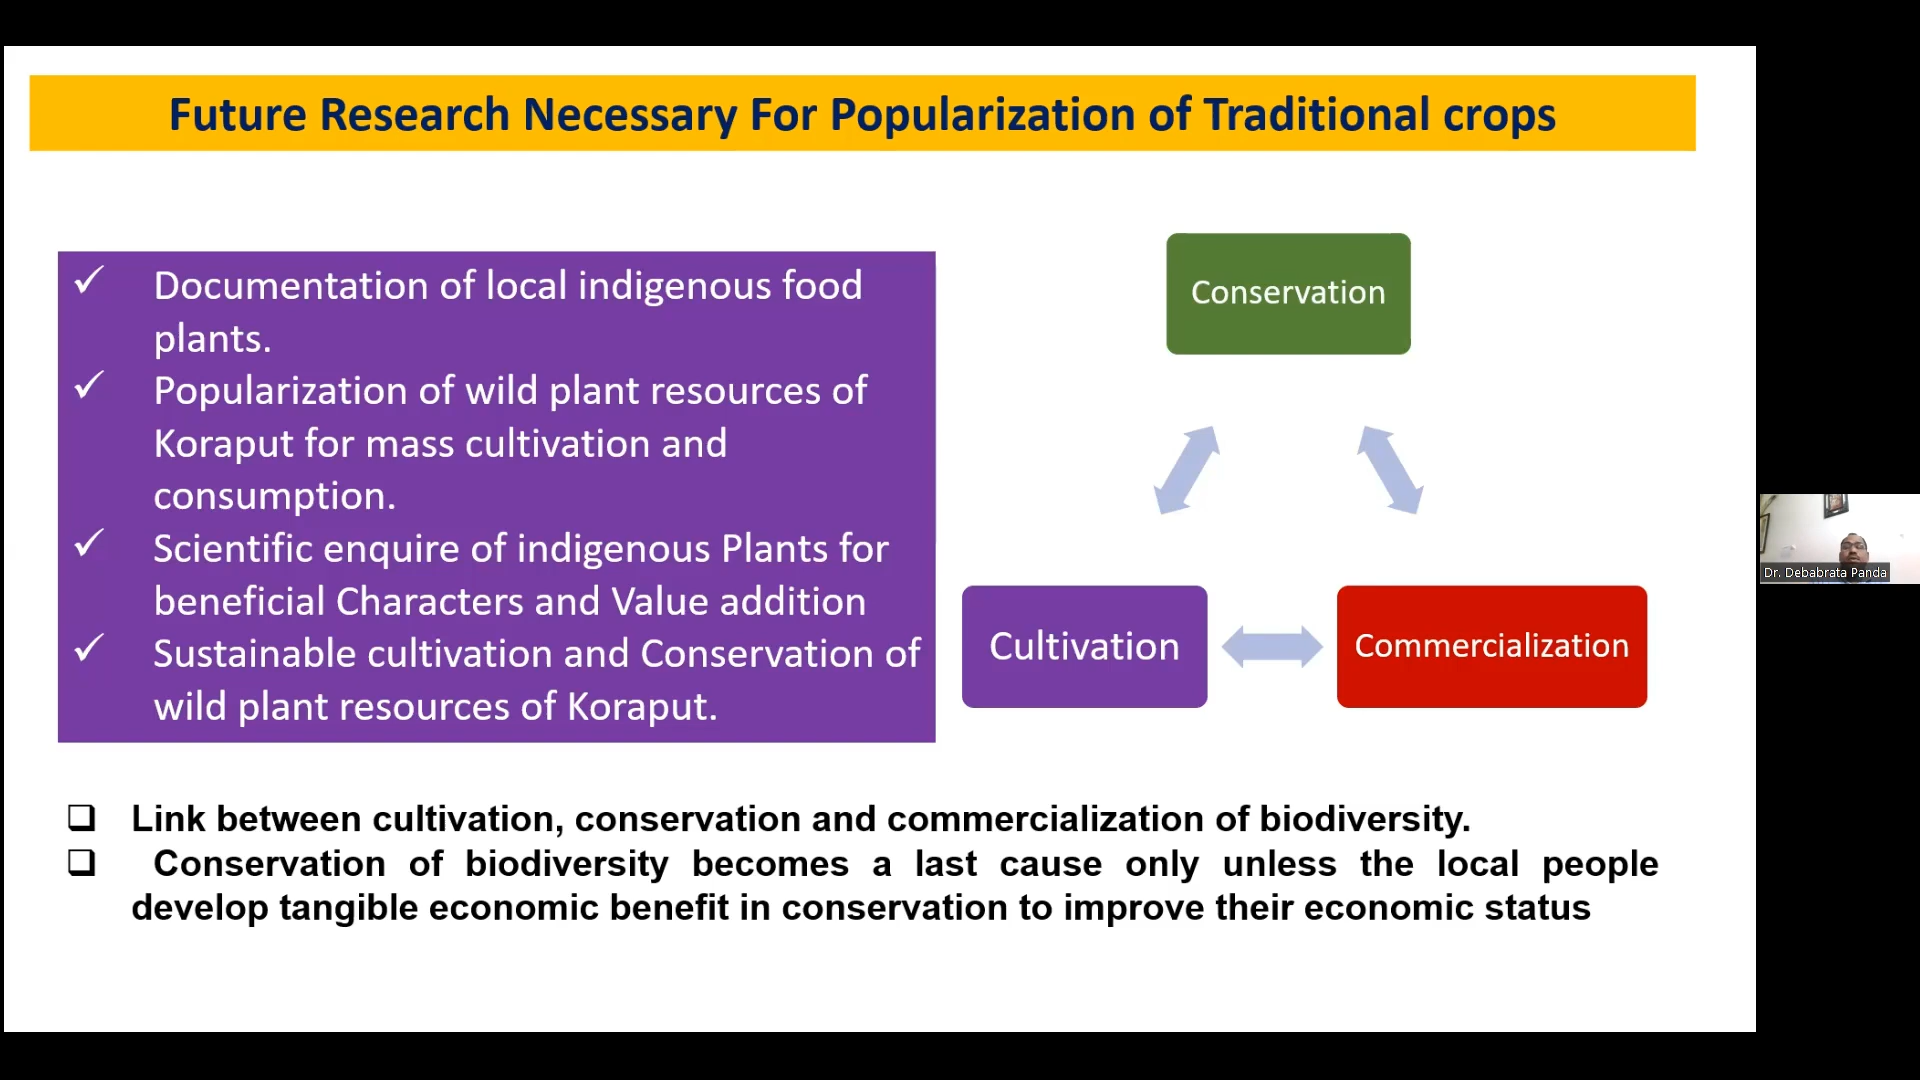 Future Research Necessary For Popularization of Traditional crops
Documentation of local indigenous food
plants.
Popularization of wild plant resources of
Koraput for mass cultivation and
consumption.
Scientific enquire of indigenous Plants for
beneficial Characters and Value addition
Sustainable cultivation and Conservation of
wild plant resources of Koraput.
Conservation
Cultivation
Commercialization
Link between cultivation, conservation and commercialization of biodiversity.
Conservation of biodiversity becomes a last cause only unless the local people
develop tangible economic benefit in conservation to improve their economic status
Dr. Debabrata Panda